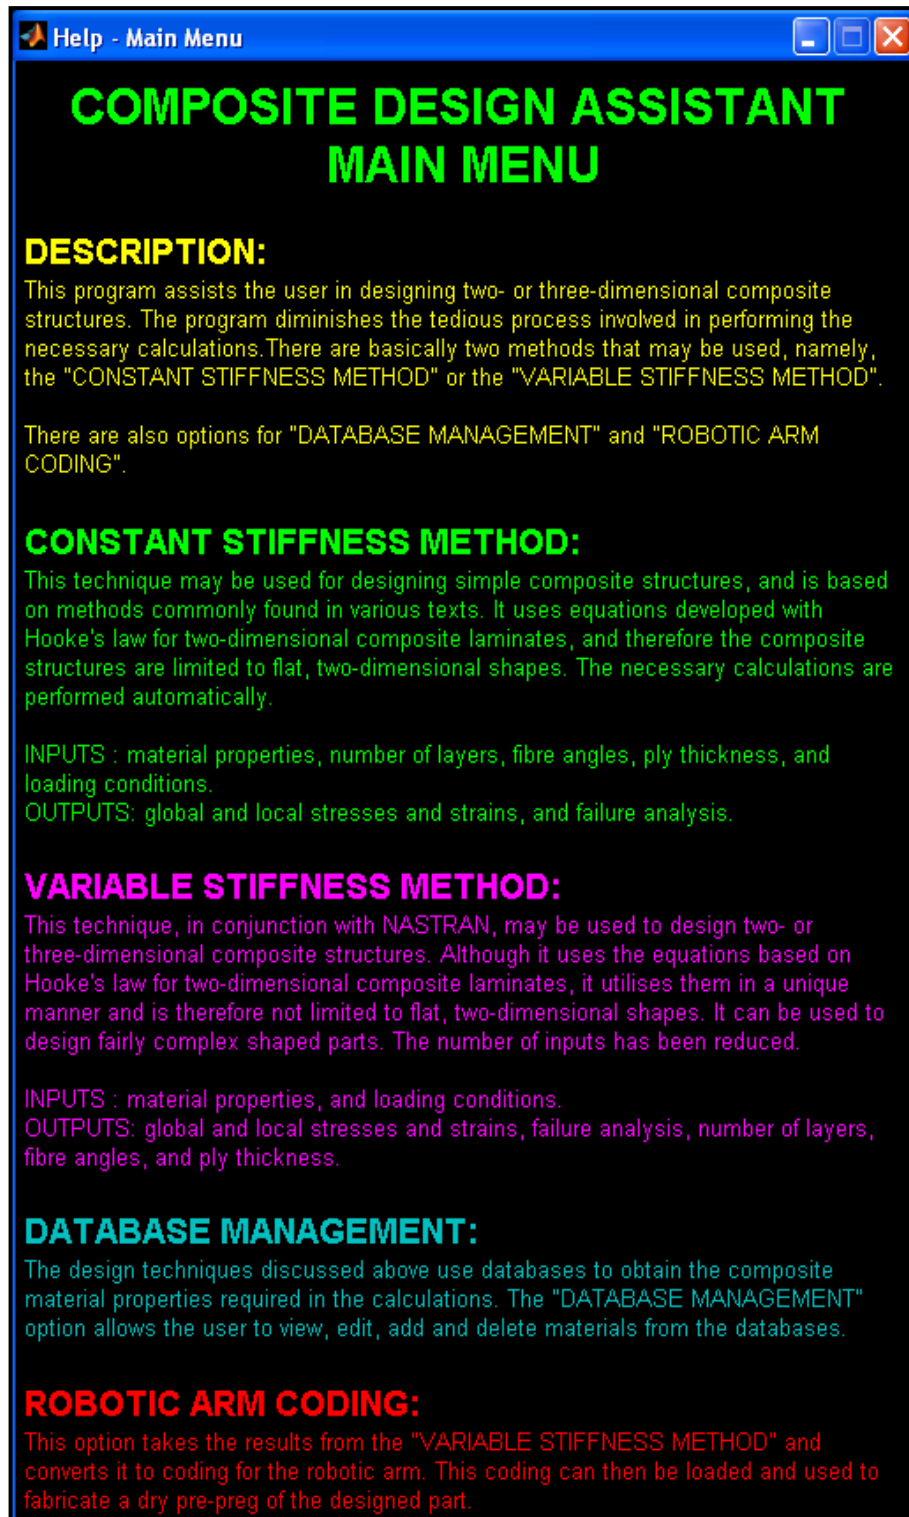 Help - Main Menu
COMPOSITE DESIGN ASSISTANT
MAIN MENU
DESCRIPTION:
This program assists the user in designing two- or three-dimensional composite
structures. The program diminishes the tedious process involved in performing the
necessary calculations.There are basically two methods that may be used, namely,
the "CONSTANT STIFFNESS METHOD" or the "VARIABLE STIFFNESS METHOD".
There are also options for "DATABASE MANAGEMENT" and "ROBOTIC ARM
CODING".
CONSTANT STIFFNESS METHOD:
This technique may be used for designing simple composite structures, and is based
on methods commonly found in various texts. It uses equations developed with
Hooke's law for two-dimensional composite laminates, and therefore the composite
structures are limited to flat, two-dimensional shapes. The necessary calculations are
performed automatically.
INPUTS : material properties, number of layers, fibre angles, ply thickness, and
loading conditions.
OUTPUTS: global and local stresses and strains, and failure analysis.
VARIABLE STIFFNESS METHOD:
This technique, in conjunction with NASTRAN, may be used to design two- or
three-dimensional composite structures. Although it uses the equations based on
Hooke's law for two-dimensional composite laminates, it utilises them in a unique
manner and is therefore not limited to flat, two-dimensional shapes. It can be used to
design fairly complex shaped parts. The number of inputs has been reduced.
INPUTS : material properties, and loading conditions.
OUTPUTS: global and local stresses and strains, failure analysis, number of layers,
fibre angles, and ply thickness.
DATABASE MANAGEMENT:
The design techniques discussed above use databases to obtain the composite
material properties required in the calculations. The "DATABASE MANAGEMENT"
option allows the user to view, edit, add and delete materials from the databases.
ROBOTIC ARM CODING:
This option takes the results from the "VARIABLE STIFFNESS METHOD" and
converts it to coding for the robotic arm. This coding can then be loaded and used to
fabricate a dry pre-preg of the designed part.